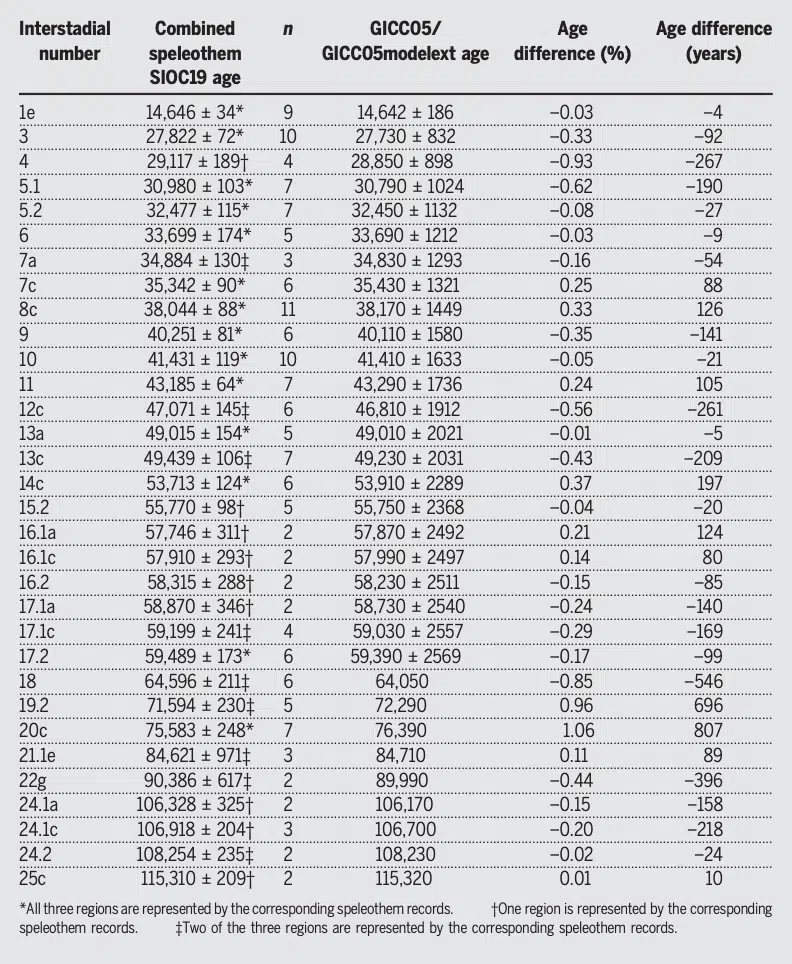 Interstadial number Combined speleothem SIOC19 age n GICC05/ GICC05modelext age Age difference (%) Age difference (years)
1e 14,646 ± 34* 9 14,642 ± 186 –0.03 –4
3 27,822 ± 72* 10 27,730 ± 832 –0.33 –92
4 29,117 ± 189† 4 28,850 ± 898 –0.93 –267
5.1 30,980 ± 103* 7 30,790 ± 1024 –0.62 –190
5.2 32,477 ± 115* 7 32,450 ± 1132 –0.08 –27
6 33,699 ± 174* 5 33,690 ± 1212 –0.03 –9
7a 34,884 ± 130‡ 3 34,830 ± 1293 –0.16 –54
7c 35,342 ± 90* 6 35,430 ± 1321 0.25 88
8c 38,044 ± 88* 11 38,170 ± 1449 0.33 126
9 40,251 ± 81* 6 40,110 ± 1580 –0.35 –141
10 41,431 ± 119* 10 41,410 ± 1633 –0.05 –21
11 43,185 ± 64* 7 43,290 ± 1736 0.24 105
12c 47,071 ± 145‡ 6 46,810 ± 1912 –0.56 –261
13a 49,015 ± 154* 5 49,010 ± 2021 –0.01 –5
13c 49,439 ± 106‡ 7 49,230 ± 2031 –0.43 –209
14c 53,713 ± 124* 6 53,910 ± 2289 0.37 197
15.2 55,770 ± 98† 5 55,750 ± 2368 –0.04 –20
16.1a 57,746 ± 311† 2 57,870 ± 2492 0.21 124
16.1c 57,910 ± 293† 2 57,990 ± 2497 0.14 80
16.2 58,315 ± 288† 2 58,230 ± 2511 –0.15 –85
17.1a 58,870 ± 346† 2 58,730 ± 2540 –0.24 –140
17.1c 59,199 ± 241‡ 4 59,030 ± 2557 –0.29 –169
17.2 59,489 ± 173* 6 59,390 ± 2569 –0.17 –99
18 64,596 ± 211‡ 6 64,050 –0.85 –546
19.2 71,594 ± 230‡ 5 72,290 0.96 696
20c 75,583 ± 248* 7 76,390 1.06 807
21.1e 84,621 ± 971‡ 3 84,710 0.11 89
22g 90,386 ± 617‡ 2 89,990 –0.44 –396
24.1a 106,328 ± 325† 2 106,170 –0.15 –158
24.1c 106,918 ± 204† 3 106,700 –0.20 –218
24.2 108,254 ± 235‡ 2 108,230 –0.02 –24
25c 115,310 ± 209† 2 115,320 0.01 10
*All three regions are represented by the corresponding speleothem records. †One region is represented by the corresponding
speleothem records. ‡Two of the three regions are represented by the corresponding speleothem records.